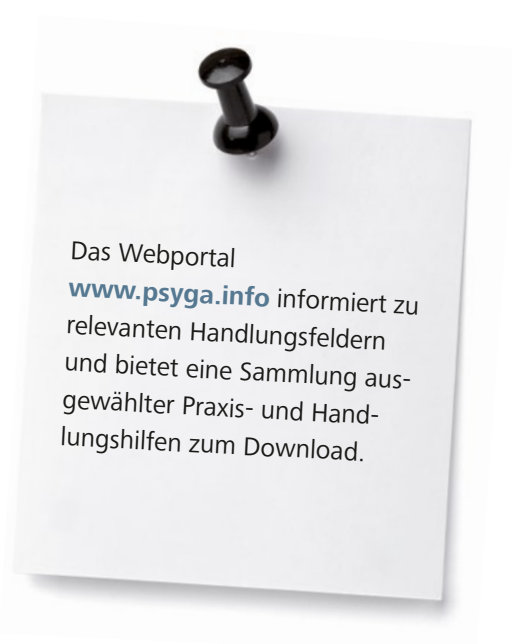 Das Webportal
www.psyga.info informiert zu
relevanten Handlungsfeldern
und bietet eine Sammlung aus-
gewählter Praxis- und Hand-
lungshilfen zum Download.